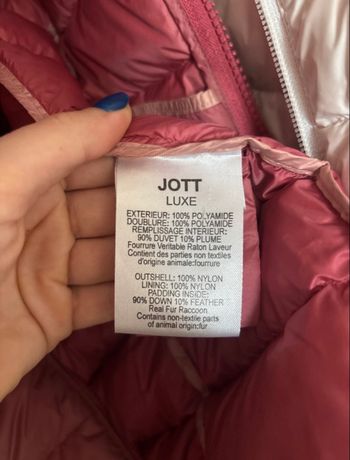 JOTT
LUXE
EXTERIEUR: 100% POLYAMIDE
DOUBLURE: 100% POLYAMIDE
REMPLISSAGE INTERIEUR:
90% DUVET 10% PLUME
Fourrure Veritable Raton Laveur
Contient des parties non textiles
d'origine animale:fourrure
OUTSHELL: 100% NYLON
LINING: 100% NYLON
PADDING INSIDE:
90% DOWN 10% FEATHER
Real Fur Raccoon
Contains non-textile parts
of animal origin:fur